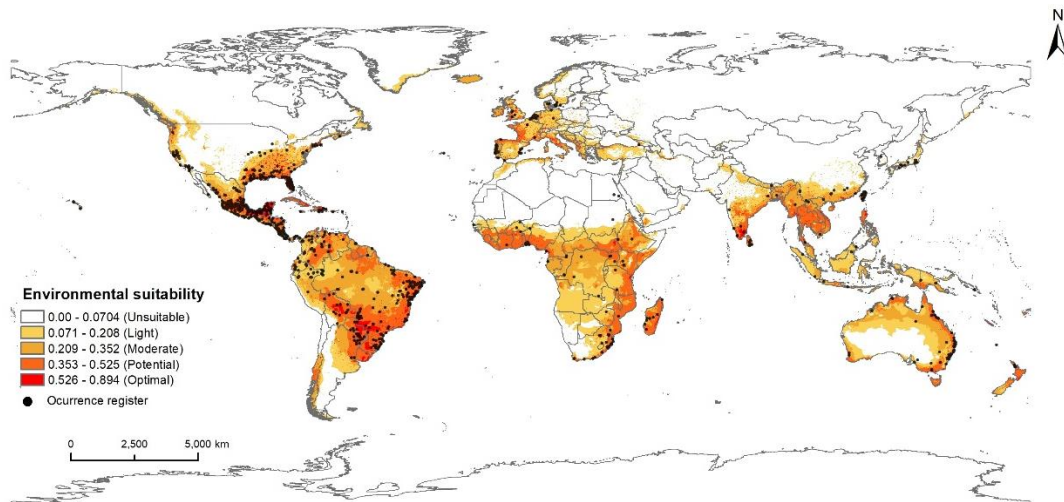 N
Environmental suitability
0.00 - 0.0704 (Unsuitable)
0.071 - 0.208 (Light)
0.209 - 0.352 (Moderate)
0.353 - 0.525 (Potential)
0.526 - 0.894 (Optimal)
Ocurrence register
0 2,500 5,000 km